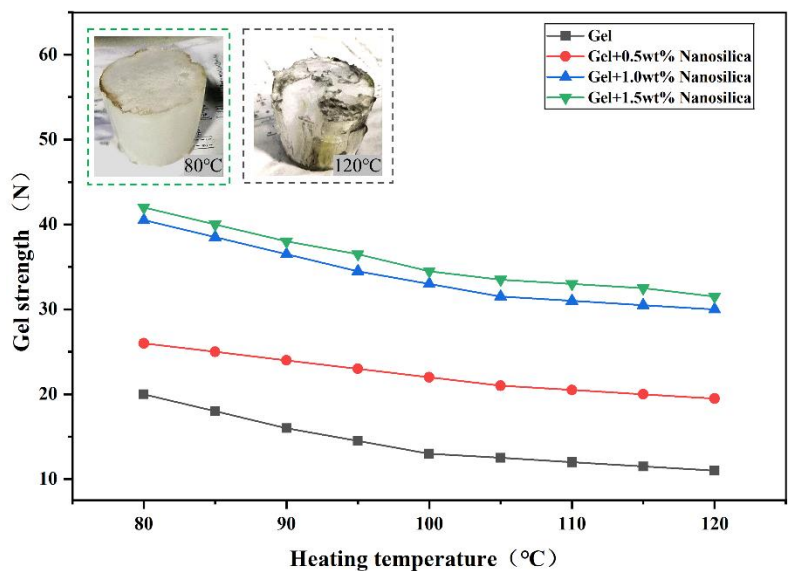 60
50
40
30
20
10
Gel strength（N）
80℃
120℃
Gel
Gel+0.5wt% Nanosilica
Gel+1.0wt% Nanosilica
Gel+1.5wt% Nanosilica
80
90
100
110
120
Heating temperature（℃）